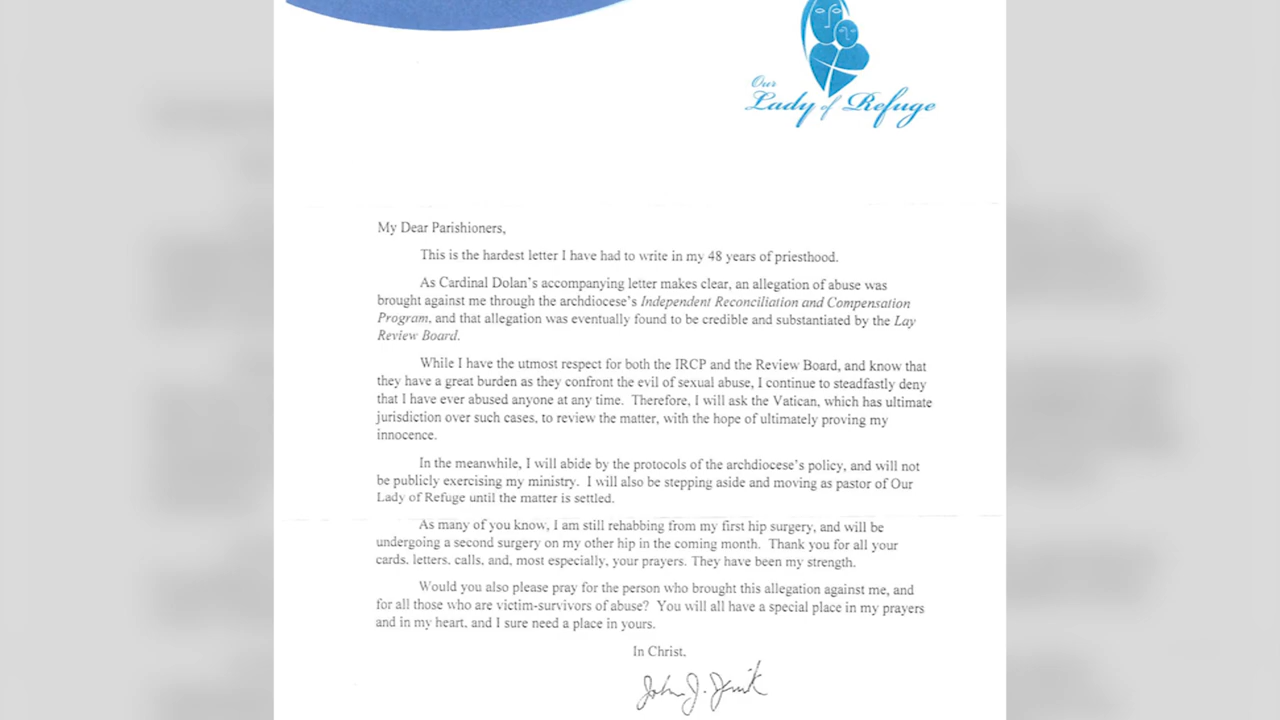 Our
Lady of Refuge
My Dear Parishioners,
This is the hardest letter I have had to write in my 48 years of priesthood.
As Cardinal Dolan's accompanying letter makes clear, an allegation of abuse was
brought against me through the archdiocese's Independent Reconciliation and Compensation
Program, and that allegation was eventually found to be credible and substantiated by the Lay
Review Board.
While I have the utmost respect for both the IRCP and the Review Board, and know that
they have a great burden as they confront the evil of sexual abuse, I continue to steadfastly deny
that I have ever abused anyone at any time. Therefore, I will ask the Vatican, which has ultimate
jurisdiction over such cases, to review the matter, with the hope of ultimately proving my
innocence.
In the meanwhile, I will abide by the protocols of the archdiocese's policy, and will not
be publicly exercising my ministry. I will also be stepping aside and moving as pastor of Our
Lady of Refuge until the matter is settled.
As many of you know, I am still rehabbing from my first hip surgery, and will be
undergoing a second surgery on my other hip in the coming month. Thank you for all your
cards, letters, calls, and, most especially, your prayers. They have been my strength.
Would you also please pray for the person who brought this allegation against me, and
for all those who are victim-survivors of abuse? You will all have a special place in my prayers
and in my heart, and I sure need a place in yours.
In Christ,
John J. Jenik